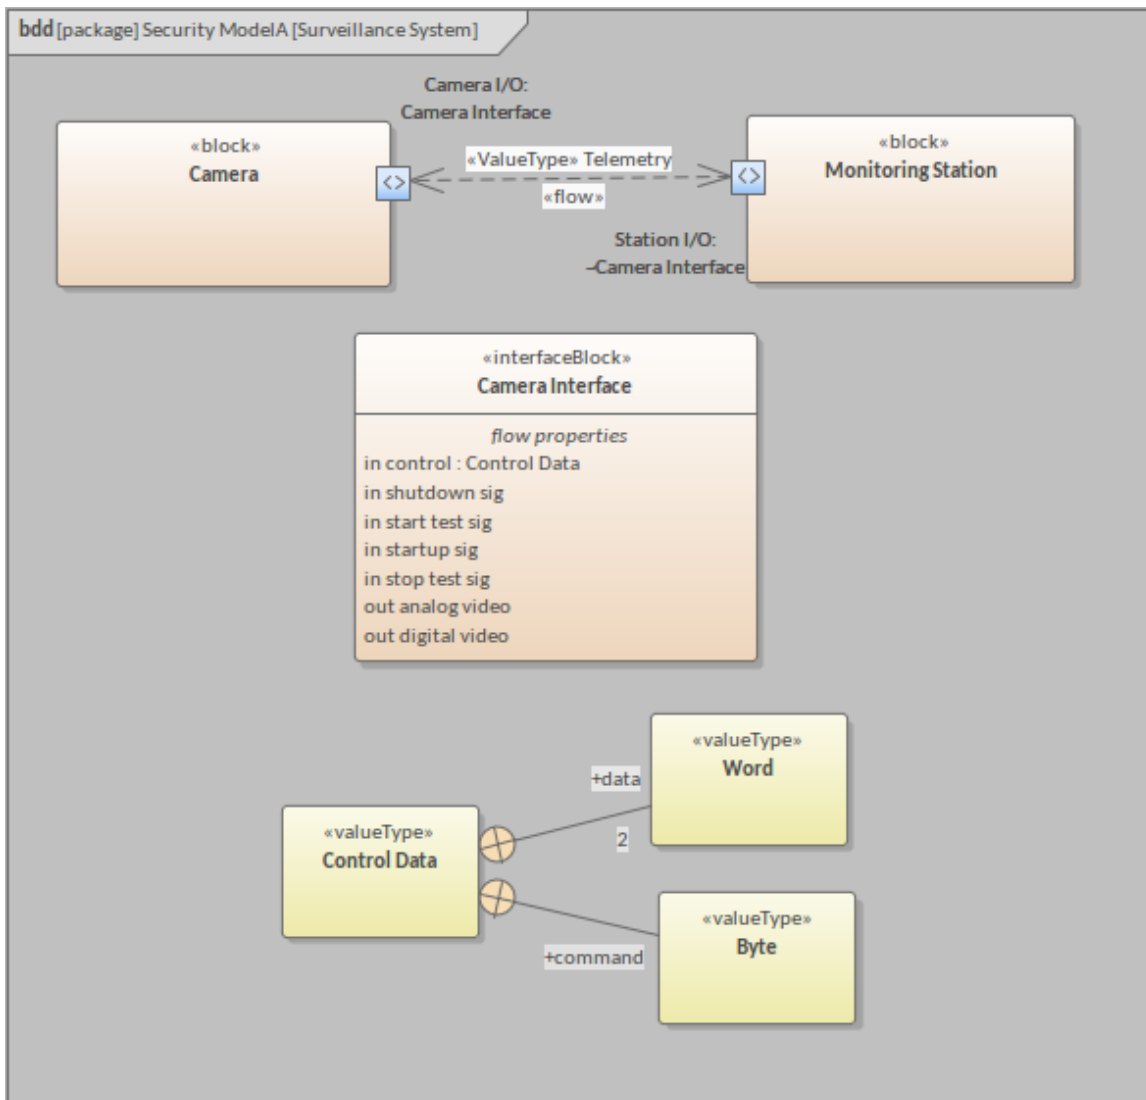 bdd [package] Security ModelA [Surveillance System]
Camera I/O:
Camera Interface
«block»
Camera
«ValueType» Telemetry
«flow»
«block»
Monitoring Station
Station I/O:
~Camera Interface
«interfaceBlock»
Camera Interface
flow properties
in control : Control Data
in shutdown sig
in start test sig
in startup sig
in stop test sig
out analog video
out digital video
«valueType»
Word
+data
2
«valueType»
Control Data
«valueType»
Byte
+command